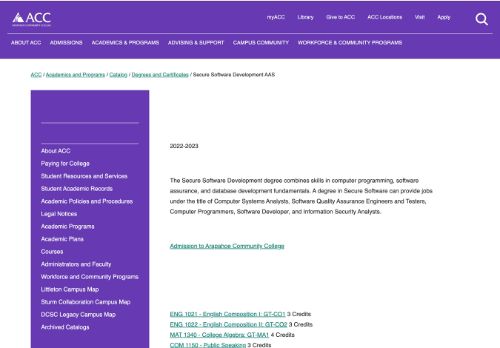 ACC
myACC Library Give to ACC ACC Locations Visit Apply
ABOUT ACC ADMISSIONS ACADEMICS & PROGRAMS ADVISING & SUPPORT CAMPUS COMMUNITY WORKFORCE & COMMUNITY PROGRAMS
ACC / Academics and Programs / Catalog / Degrees and Certificates / Secure Software Development AAS
About ACC
Paying for College
Student Resources and Services
Student Academic Records
Academic Policies and Procedures
Legal Notices
Academic Programs
Academic Plans
Courses
Administrators and Faculty
Workforce and Community Programs
Littleton Campus Map
Sturm Collaboration Campus Map
DCSC Legacy Campus Map
Archived Catalogs
2022-2023
The Secure Software Development degree combines skills in computer programming, software
assurance, and database development fundamentals. A degree in Secure Software can provide jobs
under the title of Computer Systems Analysts, Software Quality Assurance Engineers and Testers,
Computer Programmers, Software Developer, and Information Security Analysts.
Admission to Arapahoe Community College
ENG 1021 - English Composition I: GT-CO1 3 Credits
ENG 1022 - English Composition II: GT-CO2 3 Credits
MAT 1340 - College Algebra: GT-MA1 4 Credits
COM 1150 - Public Speaking 3 Credits